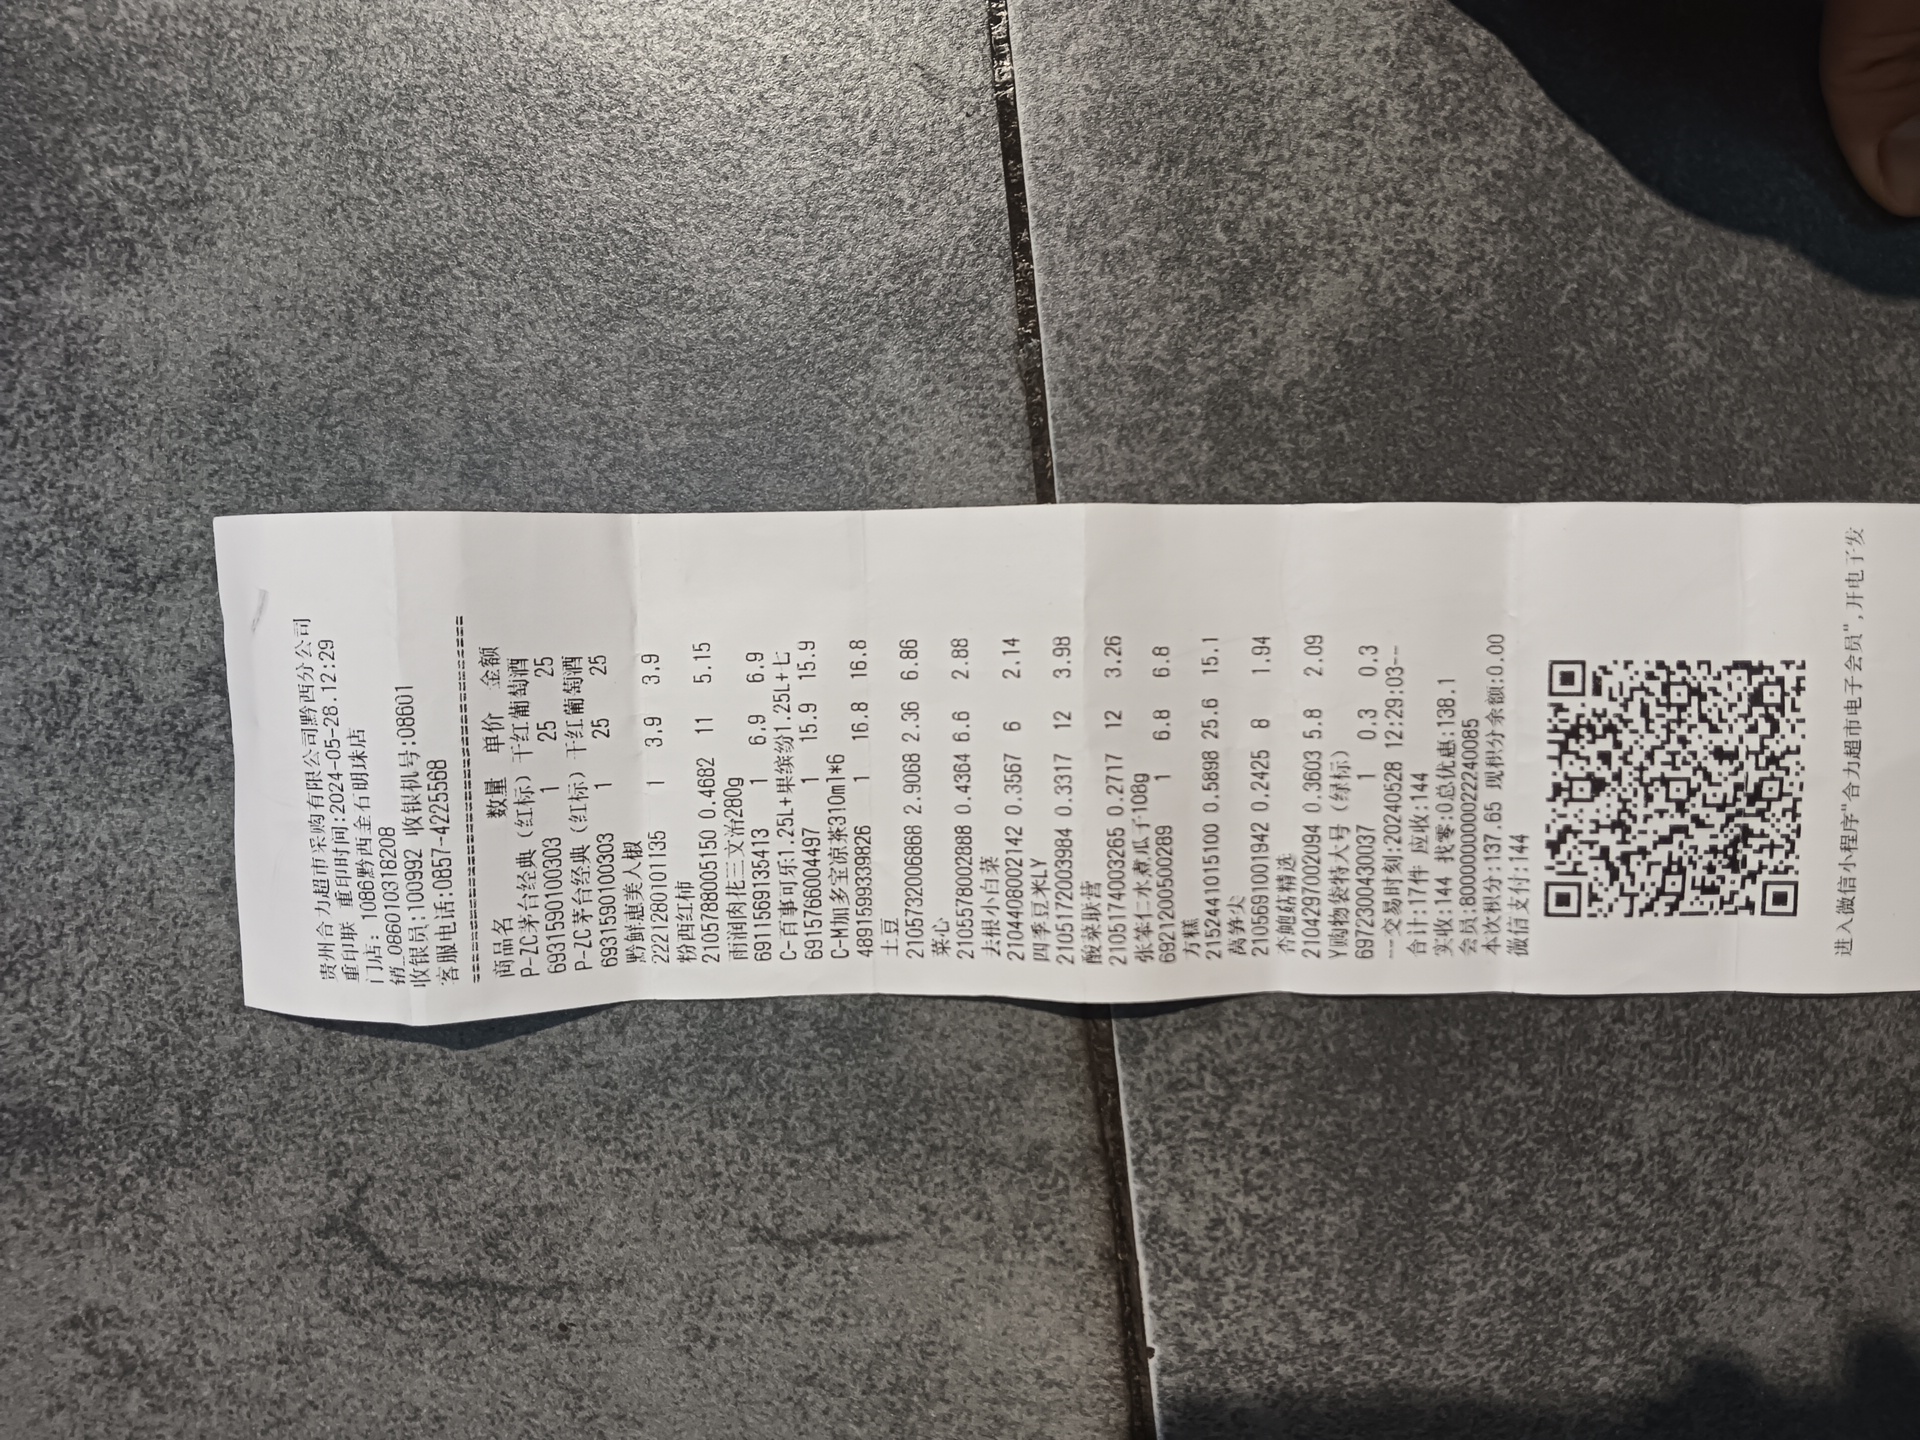 贵州合力超市采购有限公司黔西分公司
重印联 重印时间:2024-05-28.12:29
门店: 1086黔西金石明珠店
销_086010318208
收银员:100992 收银机号:08601
客服电话:0857-4225568
================================
商品名 数量 单价 金额
P-ZC茅台经典(红标)干红葡萄酒
6931590100303 1 25 25
P-ZC茅台经典(红标)干红葡萄酒
6931590100303 1 25 25
黔鲜惠美人椒
2221280101135 1 3.9 3.9
粉西红柿
2105788005150 0.4682 11 5.15
雨润肉花三文治280g
6911569135413 1 6.9 6.9
C-百事可乐1.25L+果缤纷1.25L+七
6915766004497 1 15.9 15.9
C-M加多宝凉茶310ml*6
4891599339826 1 16.8 16.8
土豆
2105732006868 2.9068 2.36 6.86
菜心
2105578002888 0.4364 6.6 2.88
去根小白菜
2104406002142 0.3567 6 2.14
四季豆米LY
2105172003984 0.3317 12 3.98
酸菜联营
2105174003265 0.2717 12 3.26
张笨仁水煮瓜子108g
6921200500289 1 6.8 6.8
方糕
2152441015100 0.5898 25.6 15.1
莴笋尖
2105691001942 0.2425 8 1.94
杏鲍菇精选
2104297002094 0.3603 5.8 2.09
Y购物袋特大号(绿标)
6972300430037 1 0.3 0.3
--交易时刻:20240528 12:29:03--
合计:17件 应收:144
实收:144 找零:0总优惠:138.1
会员:8000000000222240085
本次积分:137.65 现积分余额:0.00
微信支付:144
进入微信小程序"合力超市电子会员",开电子发